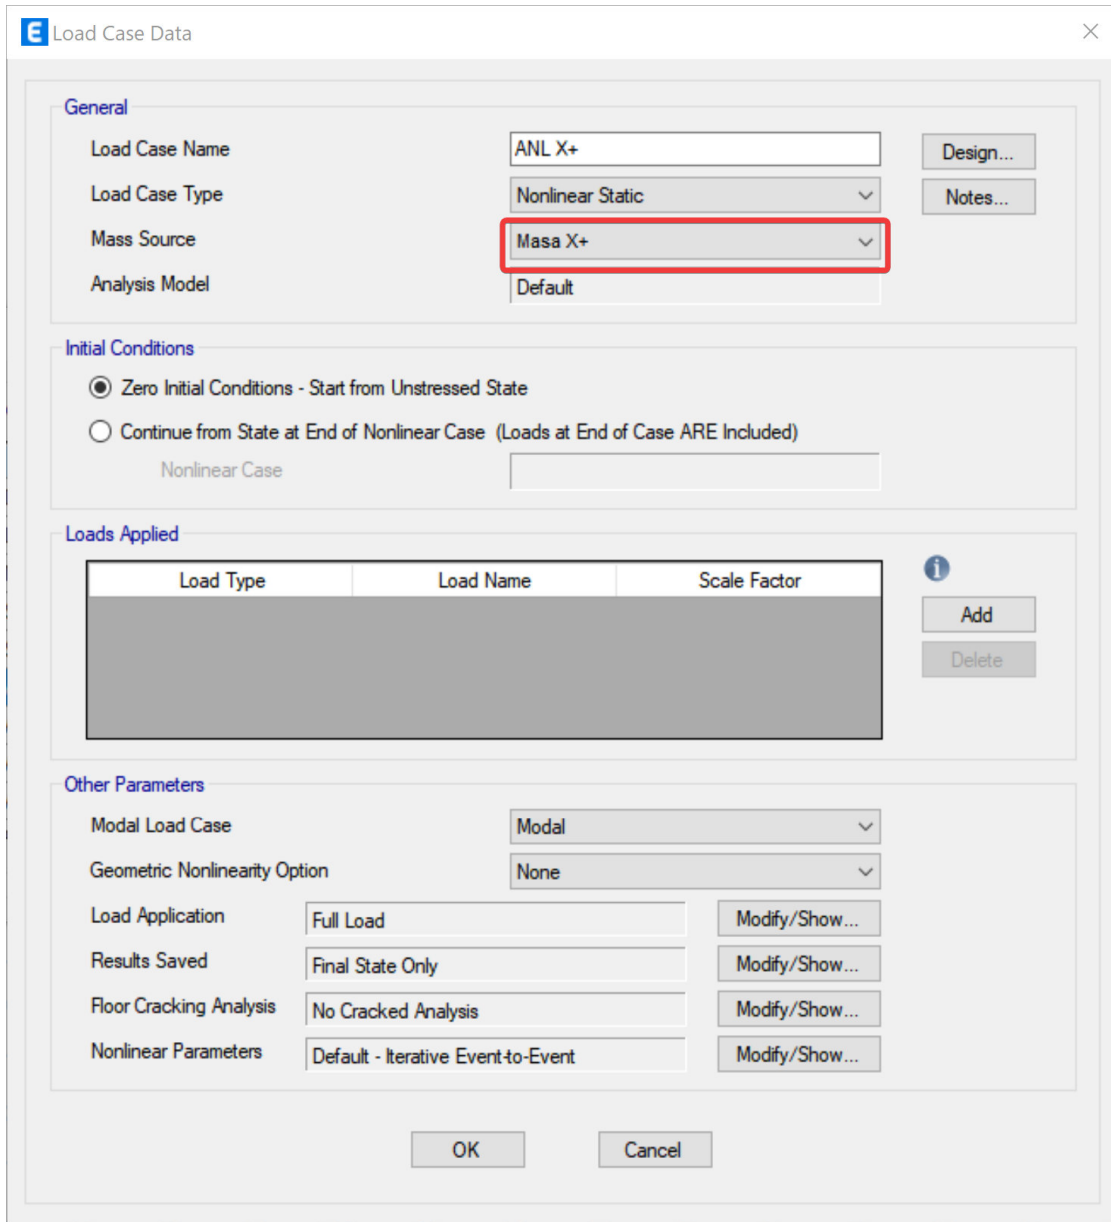 E Load Case Data
General
Load Case Name ANL X+ Design...
Load Case Type Nonlinear Static Notes...
Mass Source Masa X+
Analysis Model Default
Initial Conditions
Zero Initial Conditions - Start from Unstressed State
Continue from State at End of Nonlinear Case (Loads at End of Case ARE Included)
Nonlinear Case
Loads Applied
Load Type Load Name Scale Factor
i
Add
Delete
Other Parameters
Modal Load Case Modal
Geometric Nonlinearity Option None
Load Application Full Load Modify/Show...
Results Saved Final State Only Modify/Show...
Floor Cracking Analysis No Cracked Analysis Modify/Show...
Nonlinear Parameters Default - Iterative Event-to-Event Modify/Show...
OK Cancel